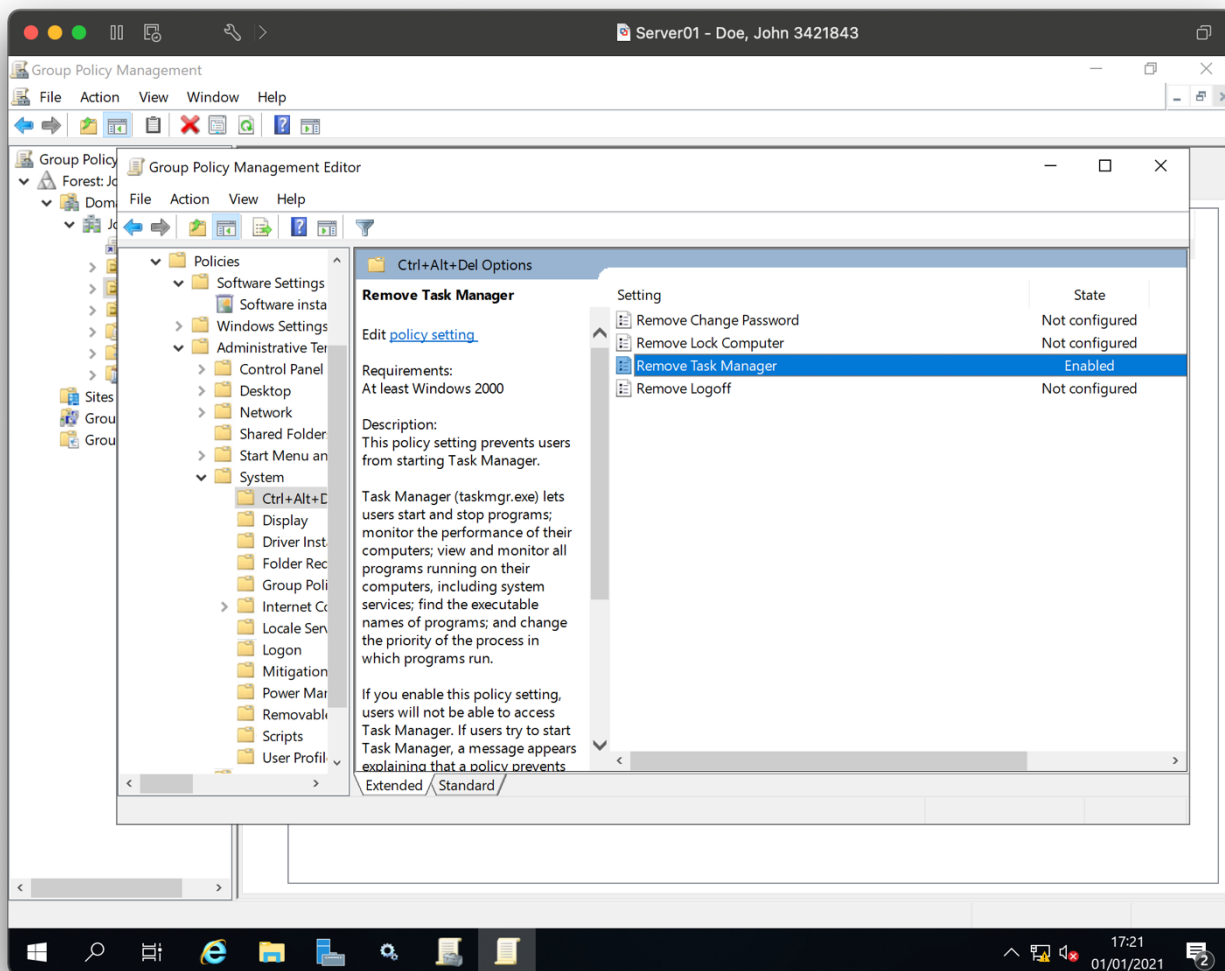 Server01 - Doe, John 3421843
Group Policy Management
File Action View Window Help
Group Policy
Forest: Jo
Doma
Jo
Sites
Grou
Grou
Group Policy Management Editor
File Action View Help
Policies
Software Settings
Software insta
Windows Settings
Administrative Ter
Control Panel
Desktop
Network
Shared Folder
Start Menu an
System
Ctrl+Alt+D
Display
Driver Inst
Folder Red
Group Poli
Internet Co
Locale Serv
Logon
Mitigation
Power Man
Removable
Scripts
User Profil
Ctrl+Alt+Del Options
Remove Task Manager
Edit policy setting
Requirements:
At least Windows 2000
Description:
This policy setting prevents users
from starting Task Manager.
Task Manager (taskmgr.exe) lets
users start and stop programs;
monitor the performance of their
computers; view and monitor all
programs running on their
computers, including system
services; find the executable
names of programs; and change
the priority of the process in
which programs run.
If you enable this policy setting,
users will not be able to access
Task Manager. If users try to start
Task Manager, a message appears
explaining that a policy prevents
Setting State
Remove Change Password Not configured
Remove Lock Computer Not configured
Remove Task Manager Enabled
Remove Logoff Not configured
Extended Standard
17:21
01/01/2021
2